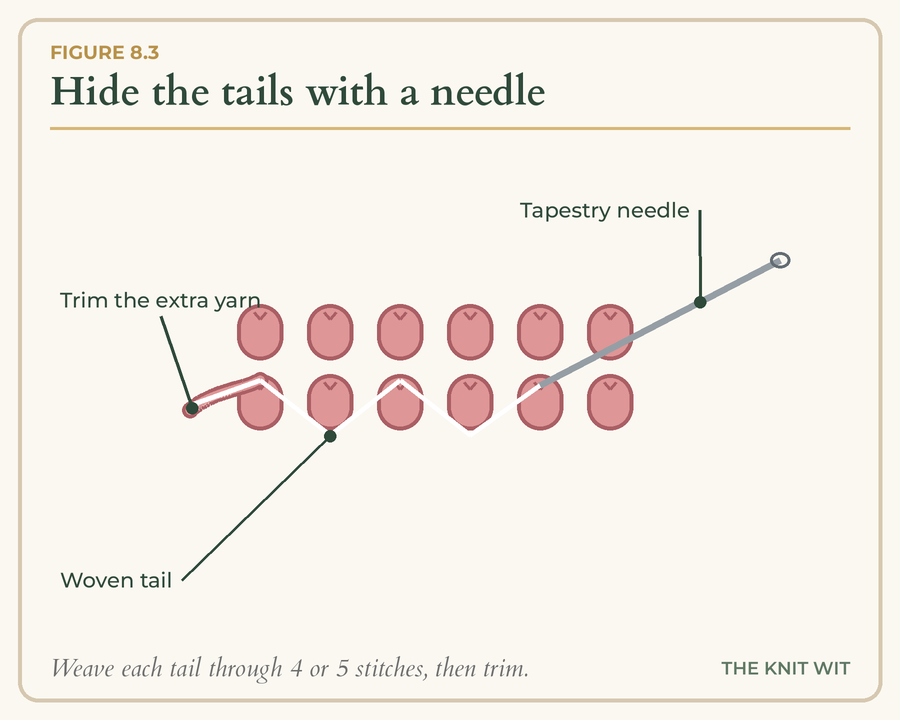 FIGURE 8.3
Hide the tails with a needle
Tapestry needle
Trim the extra yarn
Woven tail
Weave each tail through 4 or 5 stitches, then trim.
THE KNIT WIT